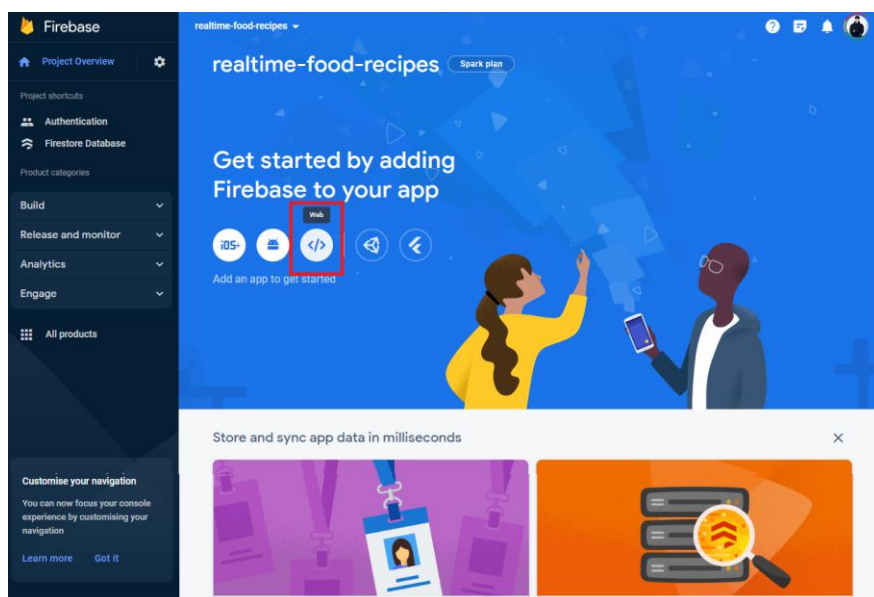 Firebase
Project Overview
Project shortcuts
Authentication
Firestore Database
Product categories
Build
Release and monitor
Analytics
Engage
All products
Customise your navigation
You can now focus your console
experience by customising your
navigation
Learn more Got it
realtime-food-recipes
realtime-food-recipes Spark plan
Get started by adding
Firebase to your app
Web
iOS+ </>
Add an app to get started
Store and sync app data in milliseconds